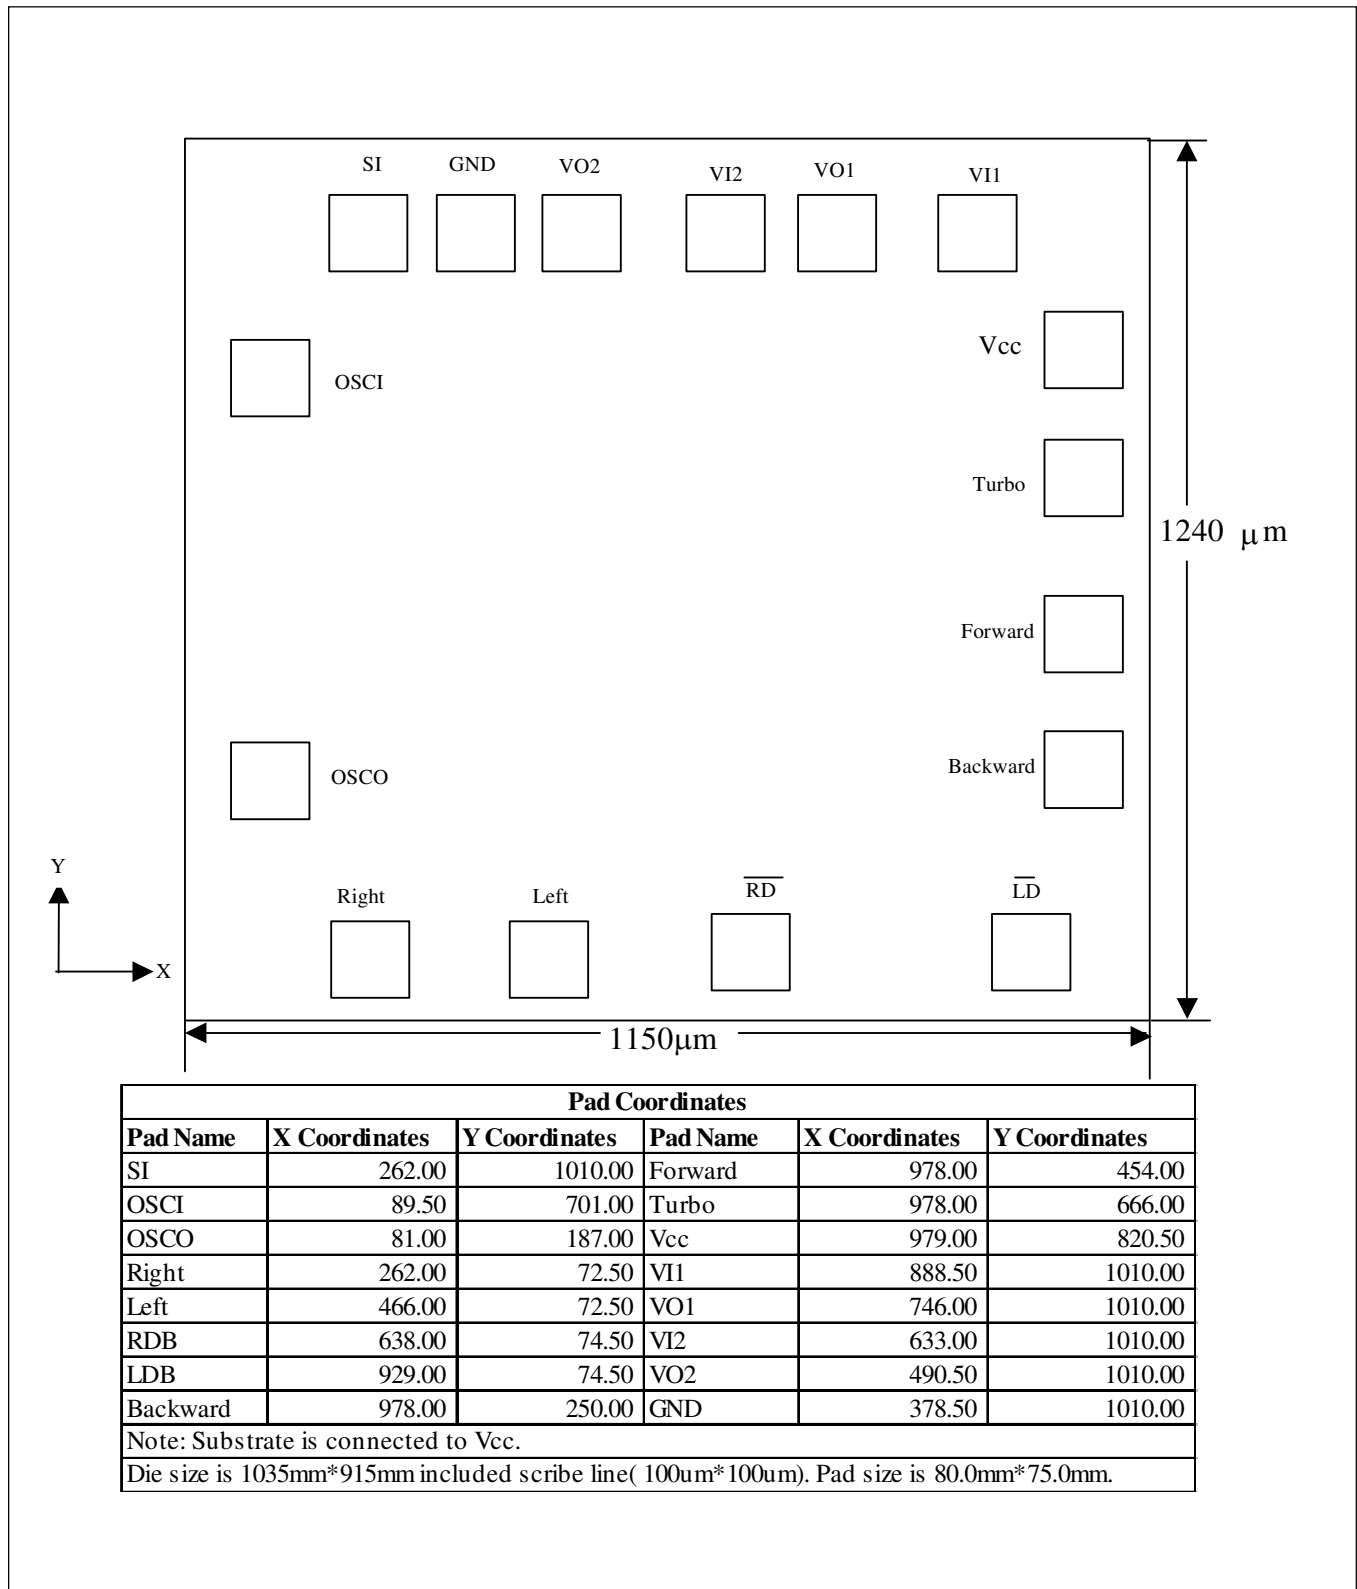 SI GND VO2 VI2 VO1 VI1
Vcc
OSCI
Turbo
1240 μm
Forward
Backward
OSCO
Y
Right Left R̅D̅ L̅D̅
X
1150μm
Pad Coordinates
Pad Name X Coordinates Y Coordinates Pad Name X Coordinates Y Coordinates
SI 262.00 1010.00 Forward 978.00 454.00
OSCI 89.50 701.00 Turbo 978.00 666.00
OSCO 81.00 187.00 Vcc 979.00 820.50
Right 262.00 72.50 VI1 888.50 1010.00
Left 466.00 72.50 VO1 746.00 1010.00
RDB 638.00 74.50 VI2 633.00 1010.00
LDB 929.00 74.50 VO2 490.50 1010.00
Backward 978.00 250.00 GND 378.50 1010.00
Note: Substrate is connected to Vcc.
Die size is 1035mm*915mm included scribe line( 100um*100um). Pad size is 80.0mm*75.0mm.